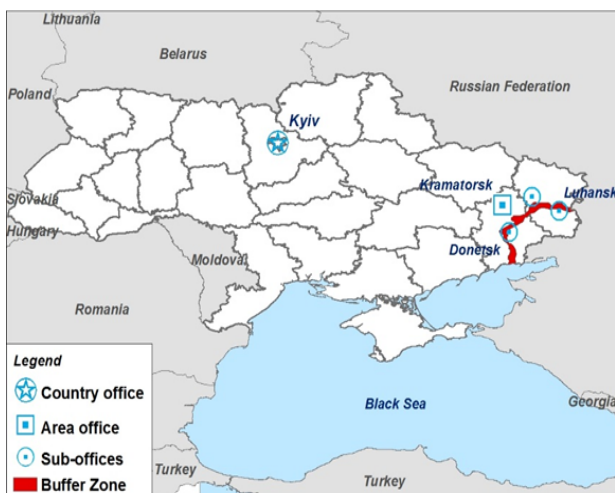 Lithuania
Belarus
Russian Federation
Poland
Kyiv
Kramatorsk
Luhansk
Slovakia
Hungary
Donetsk
Moldova
Romania
Legend
Country office
Area office
Sub-offices
Buffer Zone
Black Sea
Georgia
Turkey
Turkey